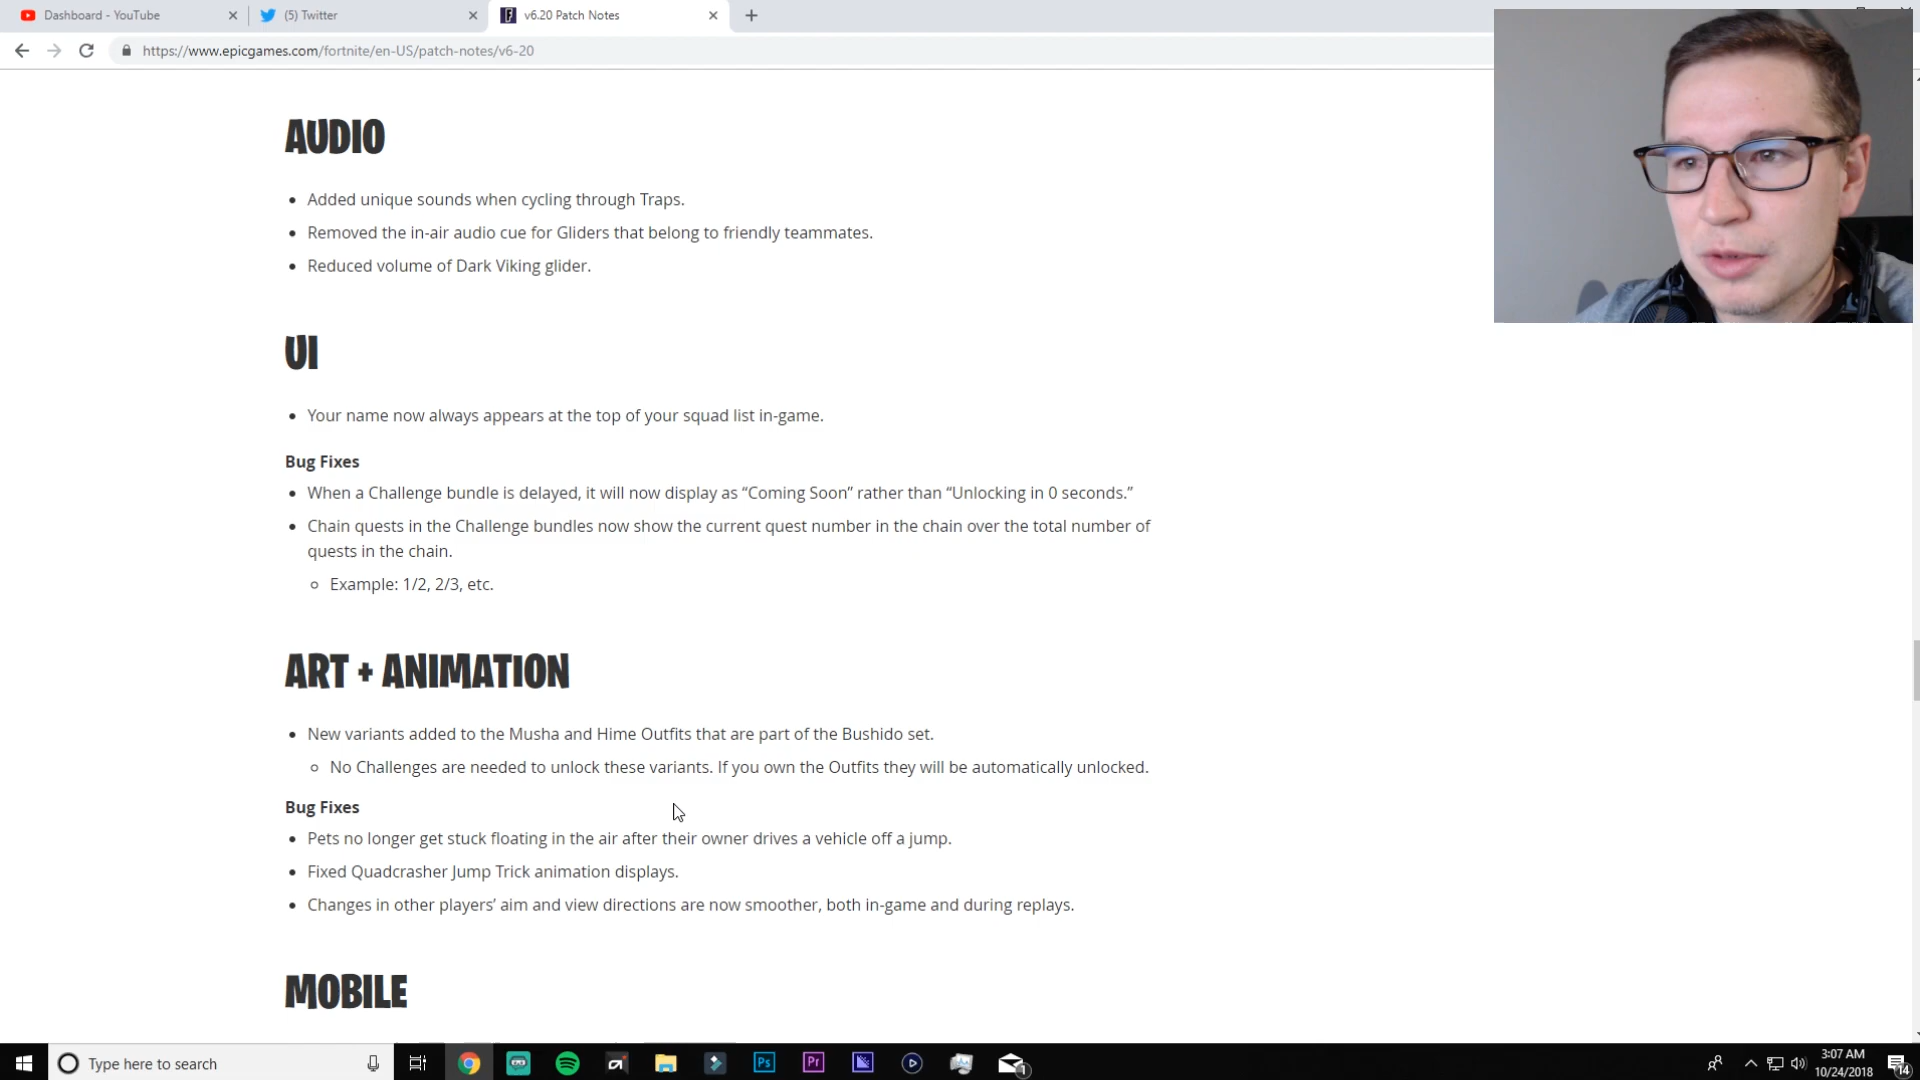 Dashboard - YouTube
(5) Twitter
v6.20 Patch Notes
https://www.epicgames.com/fortnite/en-US/patch-notes/v6-20
AUDIO
Added unique sounds when cycling through Traps.
Removed the in-air audio cue for Gliders that belong to friendly teammates.
Reduced volume of Dark Viking glider.
UI
Your name now always appears at the top of your squad list in-game.
Bug Fixes
When a Challenge bundle is delayed, it will now display as “Coming Soon” rather than “Unlocking in 0 seconds.”
Chain quests in the Challenge bundles now show the current quest number in the chain over the total number of
quests in the chain.
Example: 1/2, 2/3, etc.
ART + ANIMATION
New variants added to the Musha and Hime Outfits that are part of the Bushido set.
No Challenges are needed to unlock these variants. If you own the Outfits they will be automatically unlocked.
Bug Fixes
Pets no longer get stuck floating in the air after their owner drives a vehicle off a jump.
Fixed Quadcrasher Jump Trick animation displays.
Changes in other players’ aim and view directions are now smoother, both in-game and during replays.
MOBILE
Type here to search
Ps
Pr
1
3:07 AM
10/24/2018
14